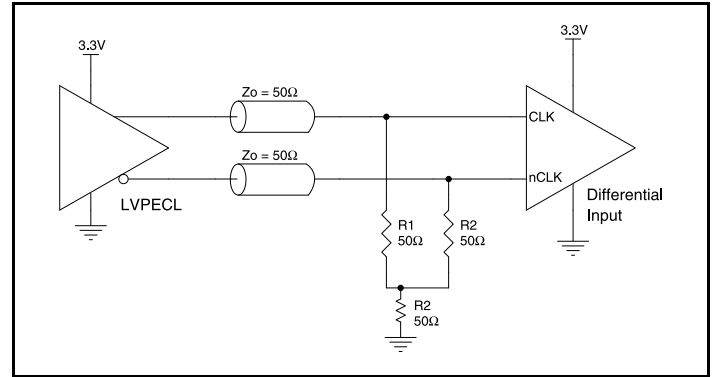 3.3V
3.3V
Zo = 50Ω
CLK
Zo = 50Ω
nCLK
LVPECL
Differential
Input
R1
50Ω
R2
50Ω
R2
50Ω